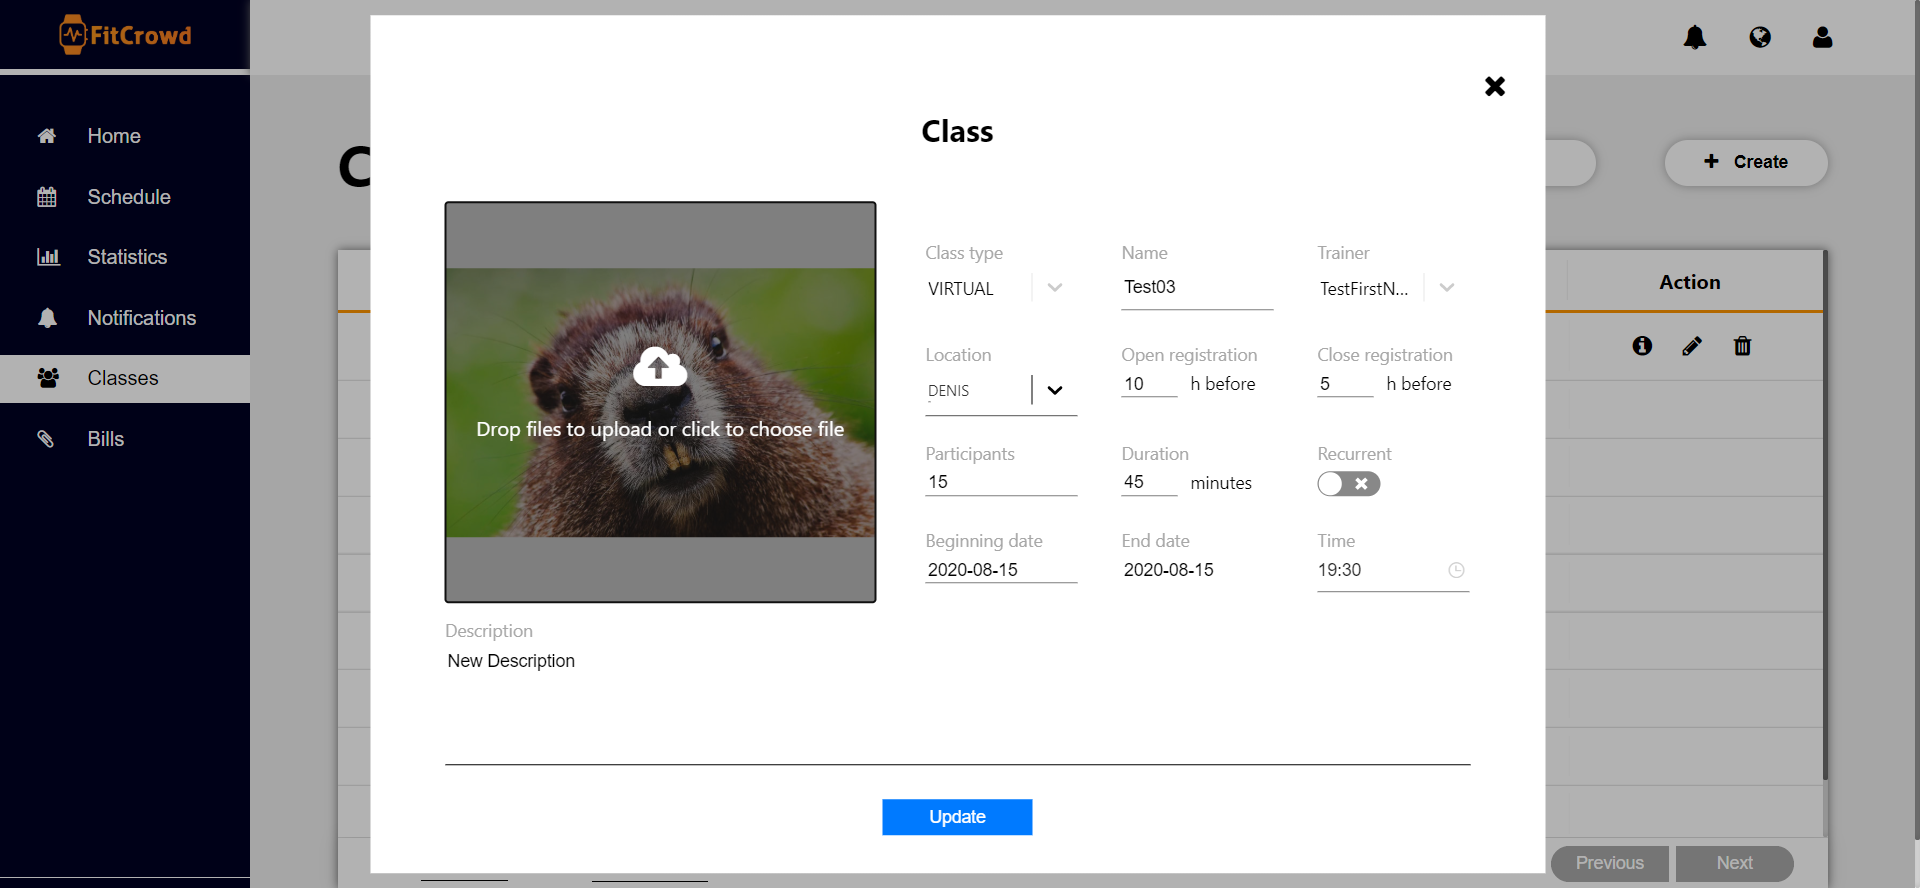 FitCrowd
Home
Schedule
Statistics
Notifications
Classes
Bills
C
Create
Action
Class
Drop files to upload or click to choose file
Class type
VIRTUAL
Name
Test03
Trainer
TestFirstN...
Location
DENIS
Open registration
10 h before
Close registration
5 h before
Participants
15
Duration
45 minutes
Recurrent
Beginning date
2020-08-15
End date
2020-08-15
Time
19:30
Description
New Description
Update
Previous
Next